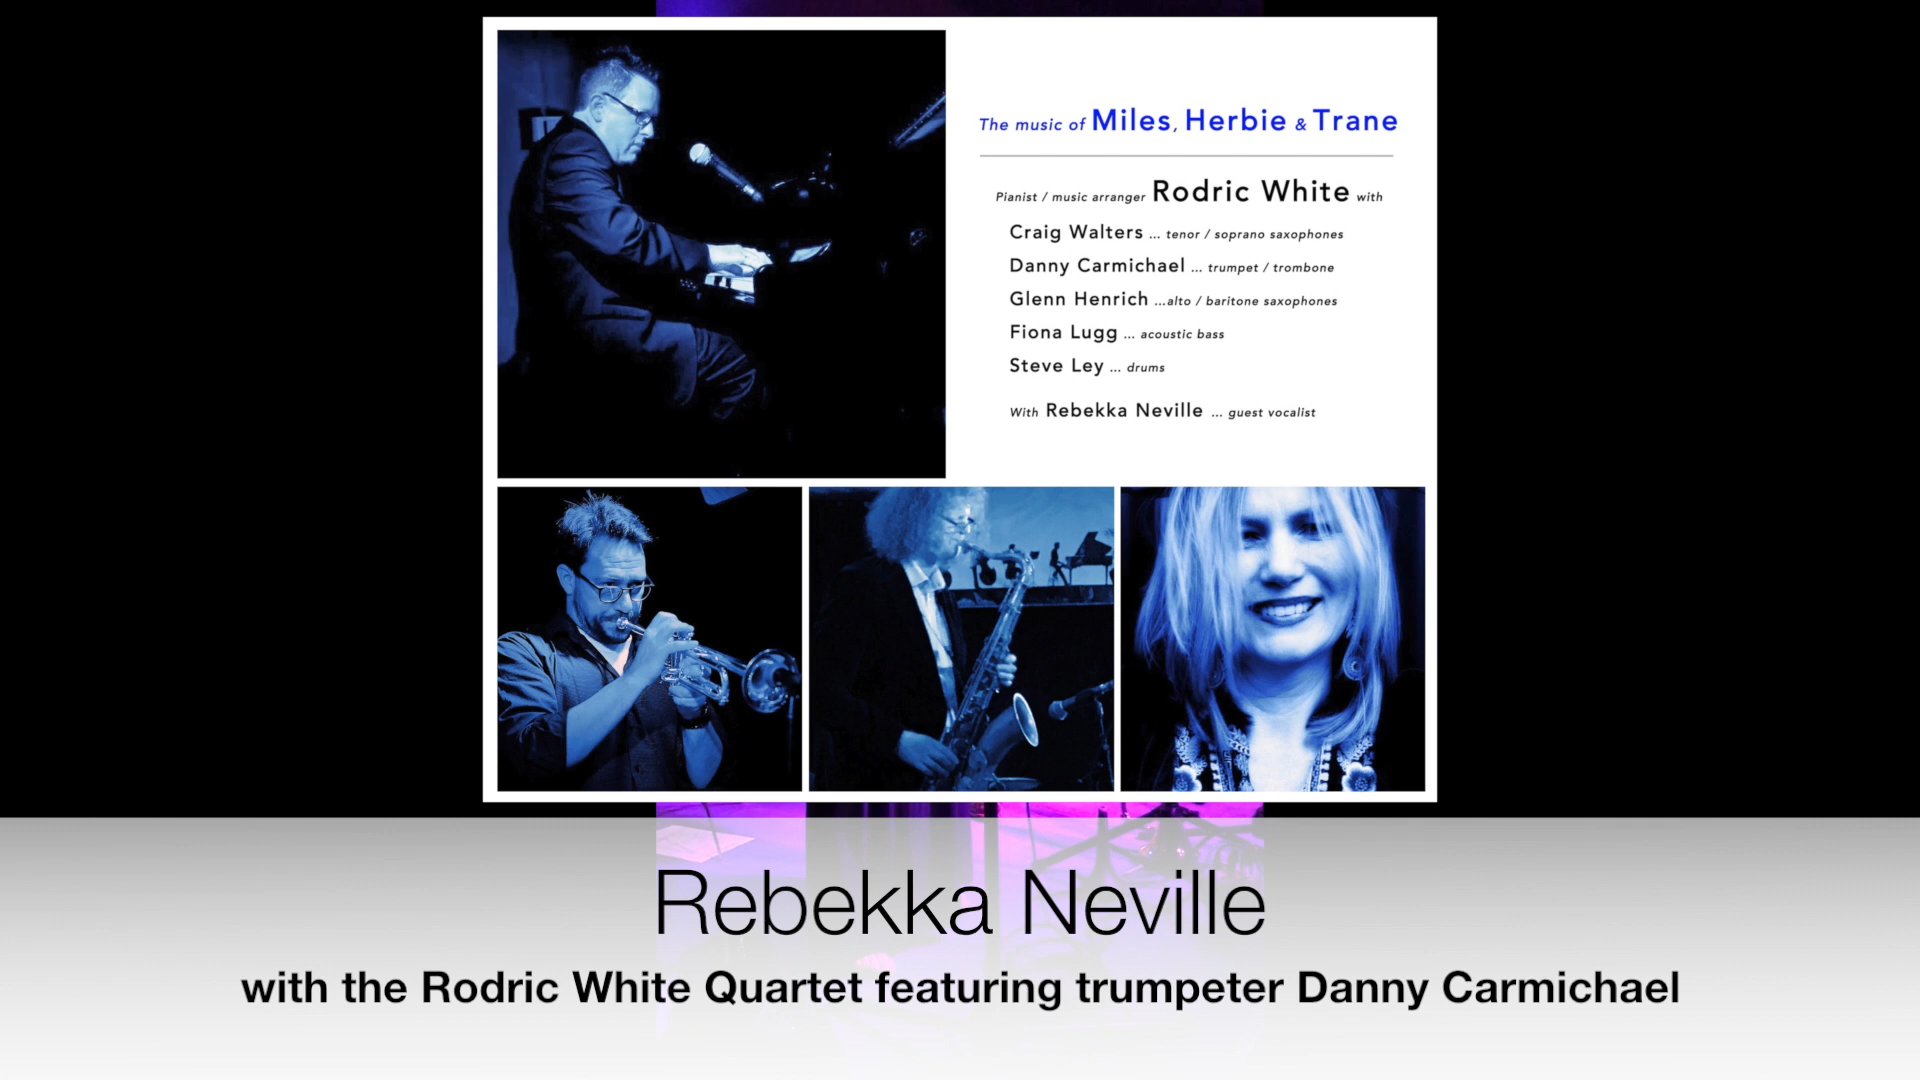 The music of Miles, Herbie & Trane
Pianist / music arranger Rodric White with
Craig Walters ... tenor / soprano saxophones
Danny Carmichael ... trumpet / trombone
Glenn Henrich ...alto / baritone saxophones
Fiona Lugg ... acoustic bass
Steve Ley ... drums
With Rebekka Neville ... guest vocalist
Rebekka Neville
with the Rodric White Quartet featuring trumpeter Danny Carmichael